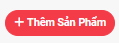 + Thêm Sản Phẩm